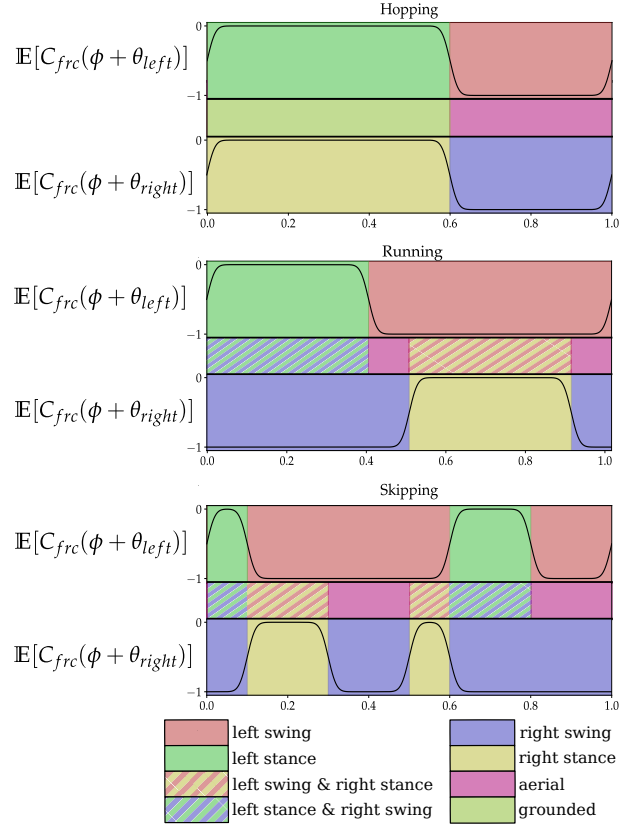 Hopping
𝔼[C_frc(ϕ + θ_left)]
0
−1
𝔼[C_frc(ϕ + θ_right)]
0
−1
0.0 0.2 0.4 0.6 0.8 1.0
Running
𝔼[C_frc(ϕ + θ_left)]
0
−1
𝔼[C_frc(ϕ + θ_right)]
0
−1
0.0 0.2 0.4 0.6 0.8 1.0
Skipping
𝔼[C_frc(ϕ + θ_left)]
0
−1
𝔼[C_frc(ϕ + θ_right)]
0
−1
0.0 0.2 0.4 0.6 0.8 1.0
left swing
left stance
left swing & right stance
left stance & right swing
right swing
right stance
aerial
grounded